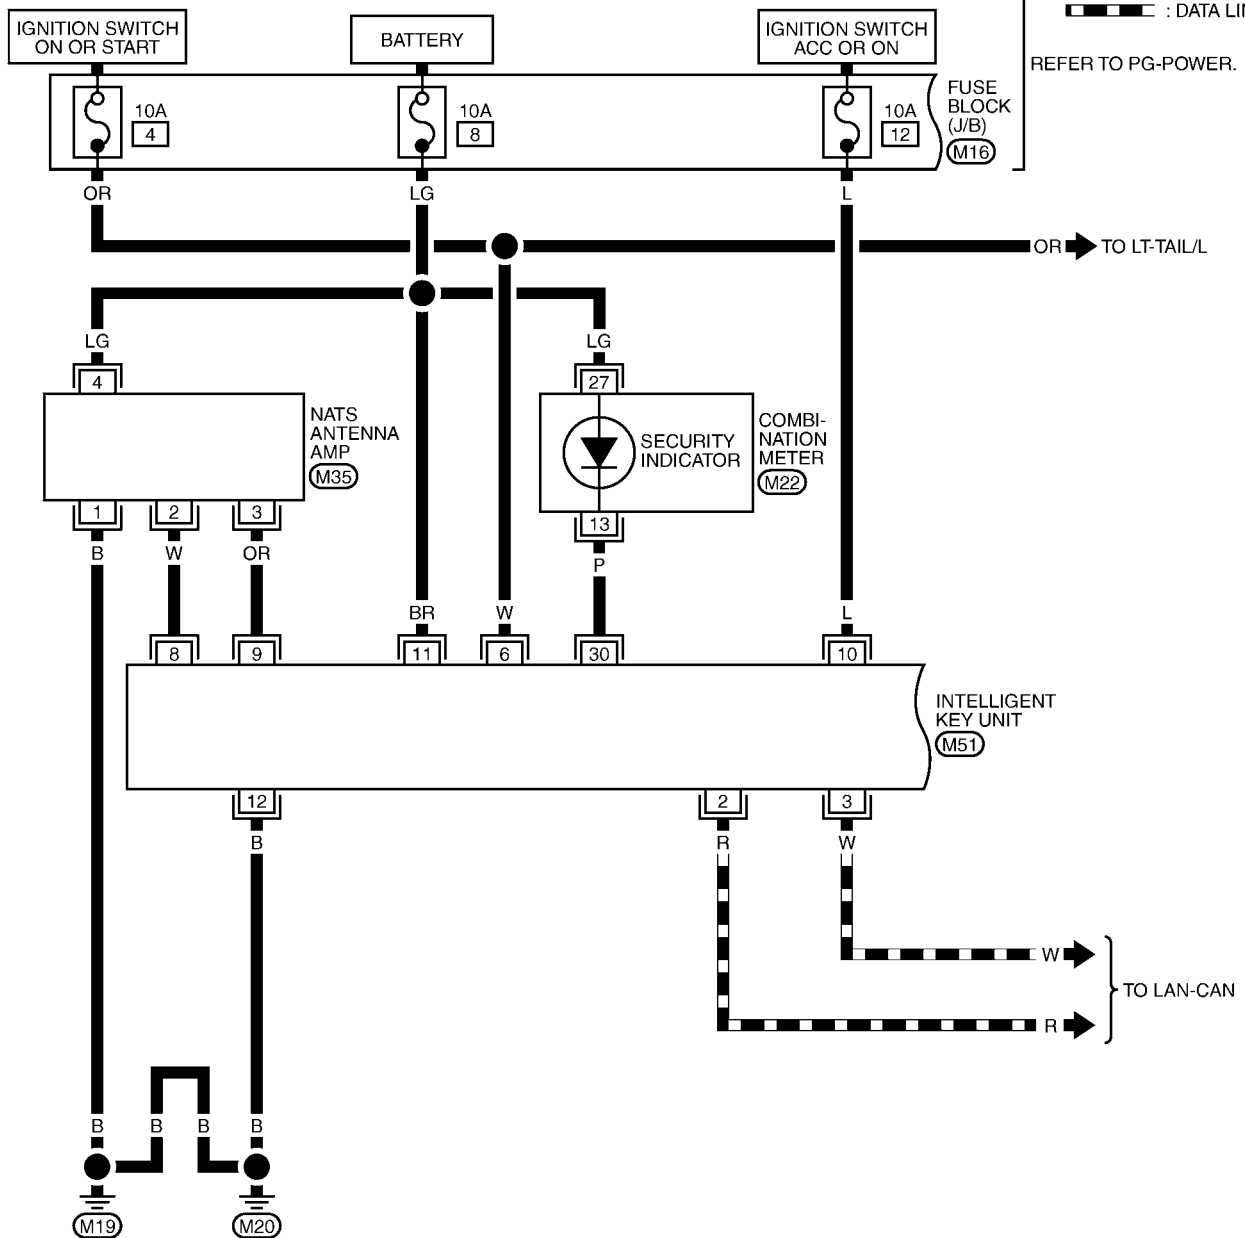 IGNITION SWITCH
ON OR START
BATTERY
IGNITION SWITCH
ACC OR ON
: DATA LI
REFER TO PG-POWER.
10A
4
10A
8
10A
12
FUSE
BLOCK
(J/B)
M16
OR
LG
L
OR
TO LT-TAIL/L
LG
LG
4
27
NATS
ANTENNA
AMP
M35
SECURITY
INDICATOR
COMBI-
NATION
METER
M22
1
2
3
13
B
W
OR
P
BR
W
L
8
9
11
6
30
10
INTELLIGENT
KEY UNIT
M51
12
2
3
B
R
W
W
R
TO LAN-CAN
B
B
B
B
M19
M20